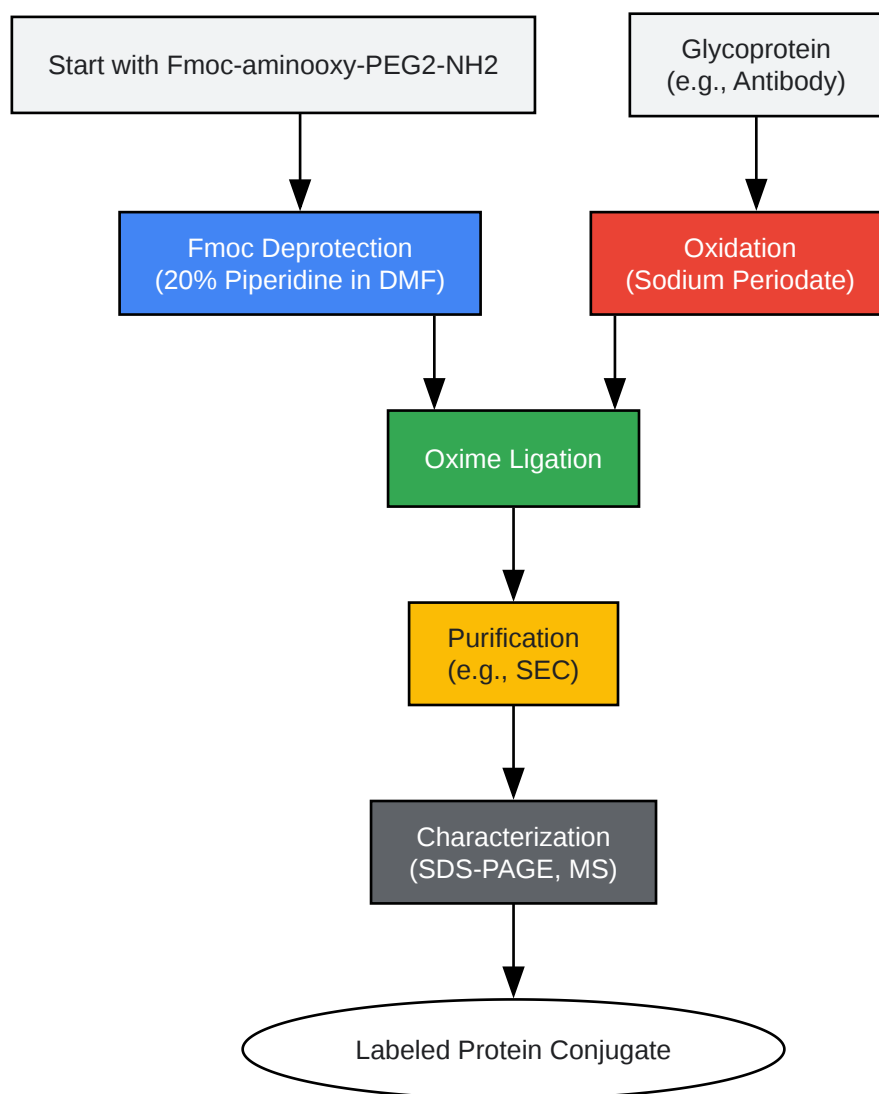 Start with Fmoc-aminooxy-PEG2-NH2
Glycoprotein
(e.g., Antibody)
Fmoc Deprotection
(20% Piperidine in DMF)
Oxidation
(Sodium Periodate)
Oxime Ligation
Purification
(e.g., SEC)
Characterization
(SDS-PAGE, MS)
Labeled Protein Conjugate